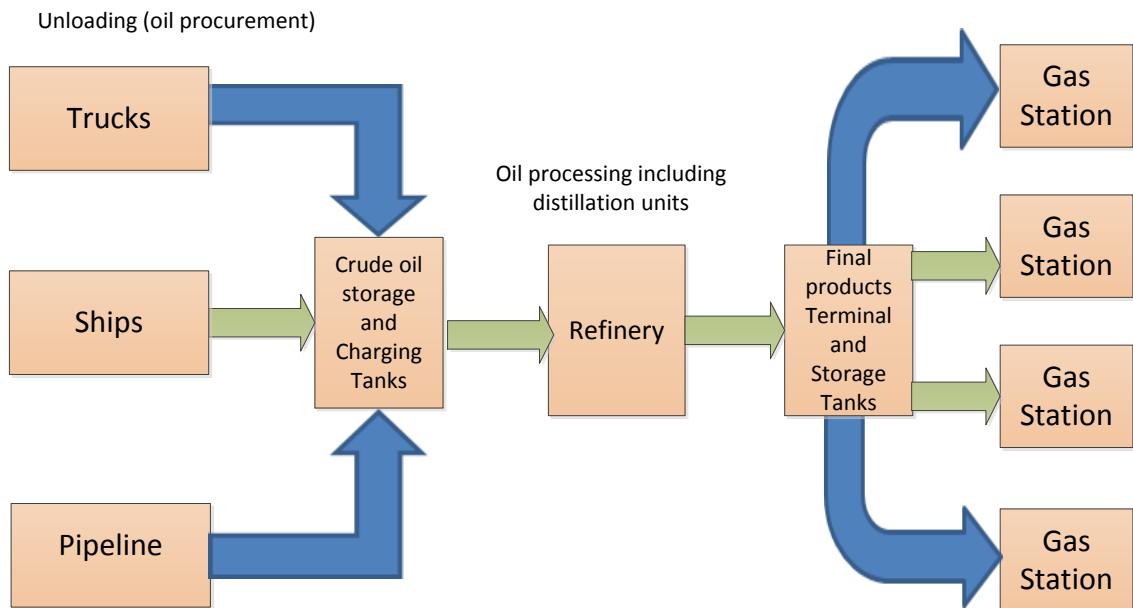 Unloading (oil procurement)
Trucks
Ships
Pipeline
Crude oil
storage
and
Charging
Tanks
Oil processing including
distillation units
Refinery
Final
products
Terminal
and
Storage
Tanks
Gas
Station
Gas
Station
Gas
Station
Gas
Station